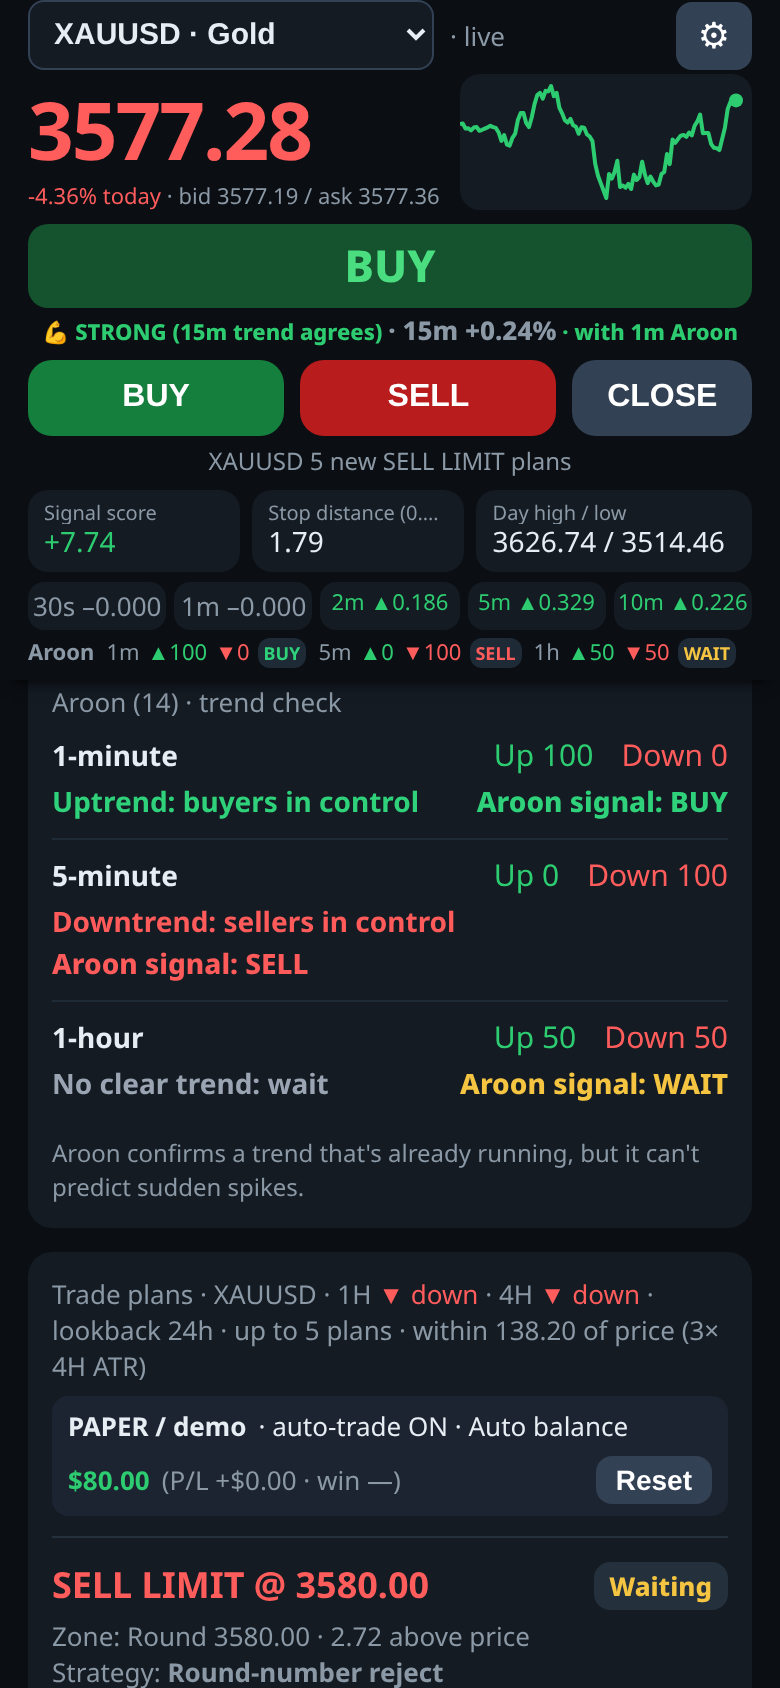 XAUUSD · Gold · live
3577.28
-4.36% today · bid 3577.19 / ask 3577.36
BUY
💪 STRONG (15m trend agrees) · 15m +0.24% · with 1m Aroon
BUY SELL CLOSE
XAUUSD 5 new SELL LIMIT plans
Signal score Stop distance (0.... Day high / low
+7.74 1.79 3626.74 / 3514.46
30s –0.000 1m –0.000 2m ▲0.186 5m ▲0.329 10m ▲0.226
Aroon 1m ▲100 ▼0 BUY 5m ▲0 ▼100 SELL 1h ▲50 ▼50 WAIT
Aroon (14) · trend check
1-minute Up 100 Down 0
Uptrend: buyers in control Aroon signal: BUY
5-minute Up 0 Down 100
Downtrend: sellers in control
Aroon signal: SELL
1-hour Up 50 Down 50
No clear trend: wait Aroon signal: WAIT
Aroon confirms a trend that's already running, but it can't
predict sudden spikes.
Trade plans · XAUUSD · 1H ▼ down · 4H ▼ down ·
lookback 24h · up to 5 plans · within 138.20 of price (3×
4H ATR)
PAPER / demo · auto-trade ON · Auto balance
$80.00 (P/L +$0.00 · win —) Reset
SELL LIMIT @ 3580.00 Waiting
Zone: Round 3580.00 · 2.72 above price
Strategy: Round-number reject